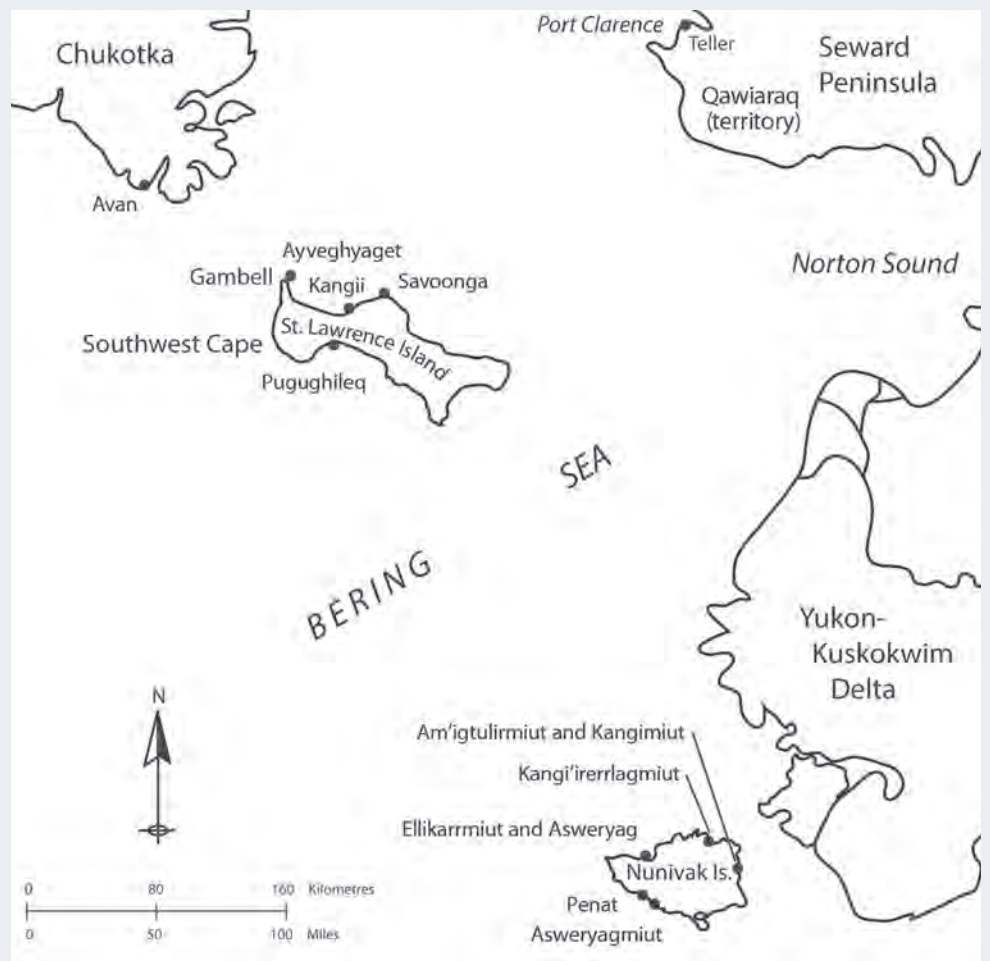 Port Clarence
Teller
Chukotka
Seward
Peninsula
Qawiaraq
(territory)
Avan
Ayveghyaget
Gambell
Kangii
Savoonga
Norton Sound
St. Lawrence Island
Southwest Cape
Pugughileq
SEA
BERING
Yukon-
Kuskokwim
Delta
N
Am'igtulirmiut and Kangimiut
Kangi'irerrlagmiut
Ellikarrmiut and Asweryag
Nunivak Is.
Penat
Asweryagmiut
0 80 160 Kilometres
0 50 100 Miles